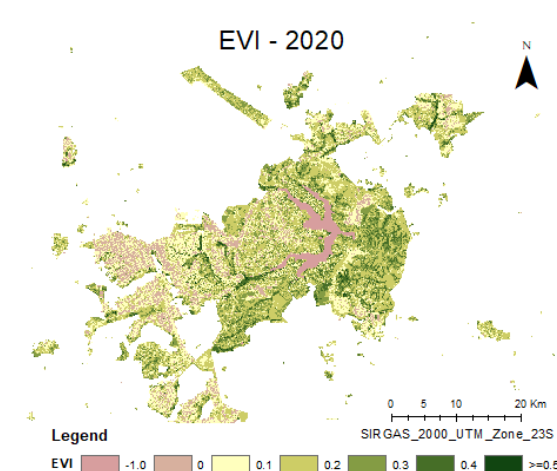 EVI - 2020
N
0 5 10 20 Km
SIRGAS_2000_UTM_Zone_23S
Legend
EVI -1.0 0 0.1 0.2 0.3 0.4 >=0.5